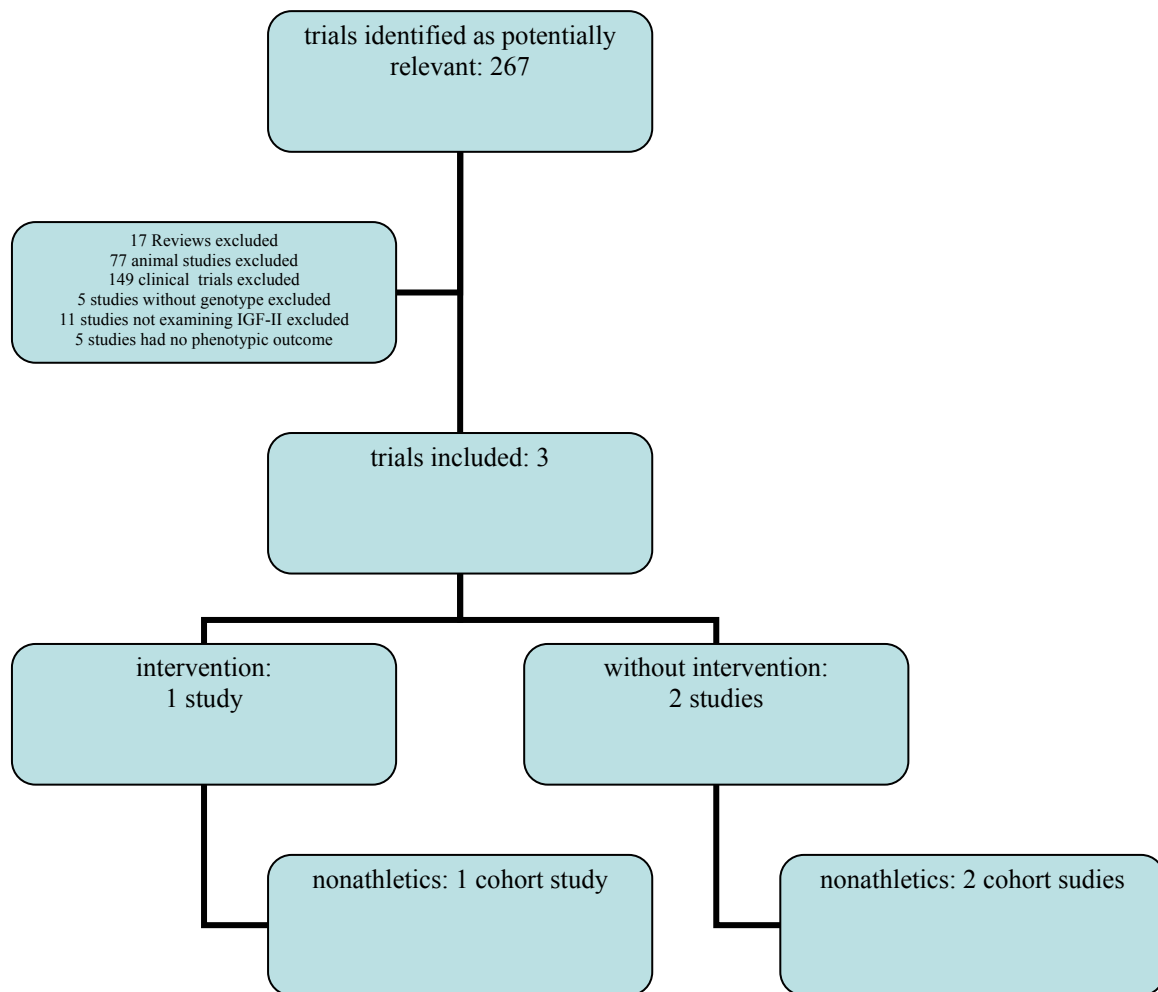 trials identified as potentially
relevant: 267
17 Reviews excluded
77 animal studies excluded
149 clinical trials excluded
5 studies without genotype excluded
11 studies not examining IGF-II excluded
5 studies had no phenotypic outcome
trials included: 3
intervention:
1 study
without intervention:
2 studies
nonathletics: 1 cohort study
nonathletics: 2 cohort sudies